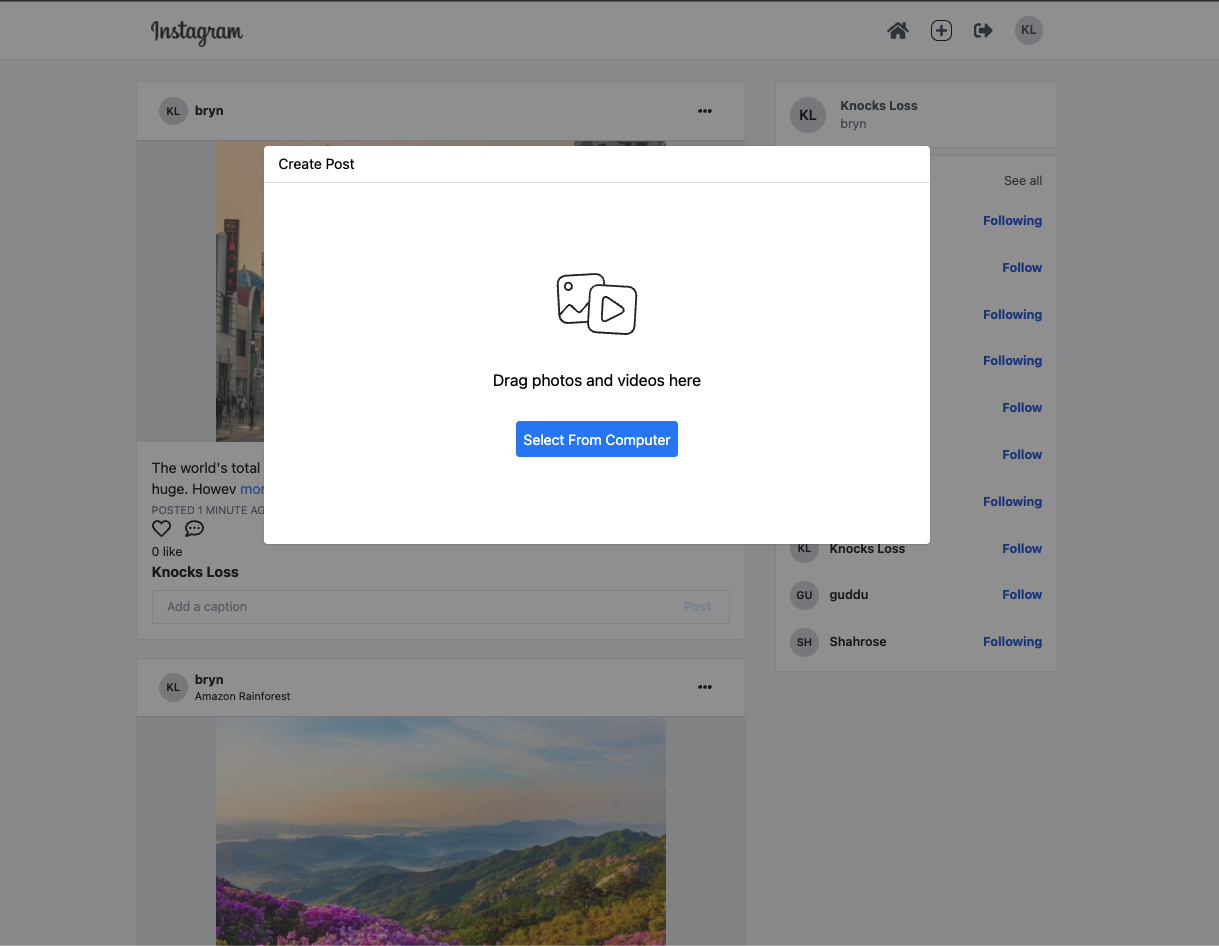 Instagram
KL
KL
bryn
•••
KL
Knocks Loss
bryn
Create Post
See all
Following
Follow
Following
Following
Follow
Follow
Following
Drag photos and videos here
Select From Computer
The world's total
huge. Howev mor
POSTED 1 MINUTE AG
0 like
Knocks Loss
Add a caption
Post
KL
Knocks Loss
Follow
GU
guddu
Follow
SH
Shahrose
Following
KL
bryn
Amazon Rainforest
•••